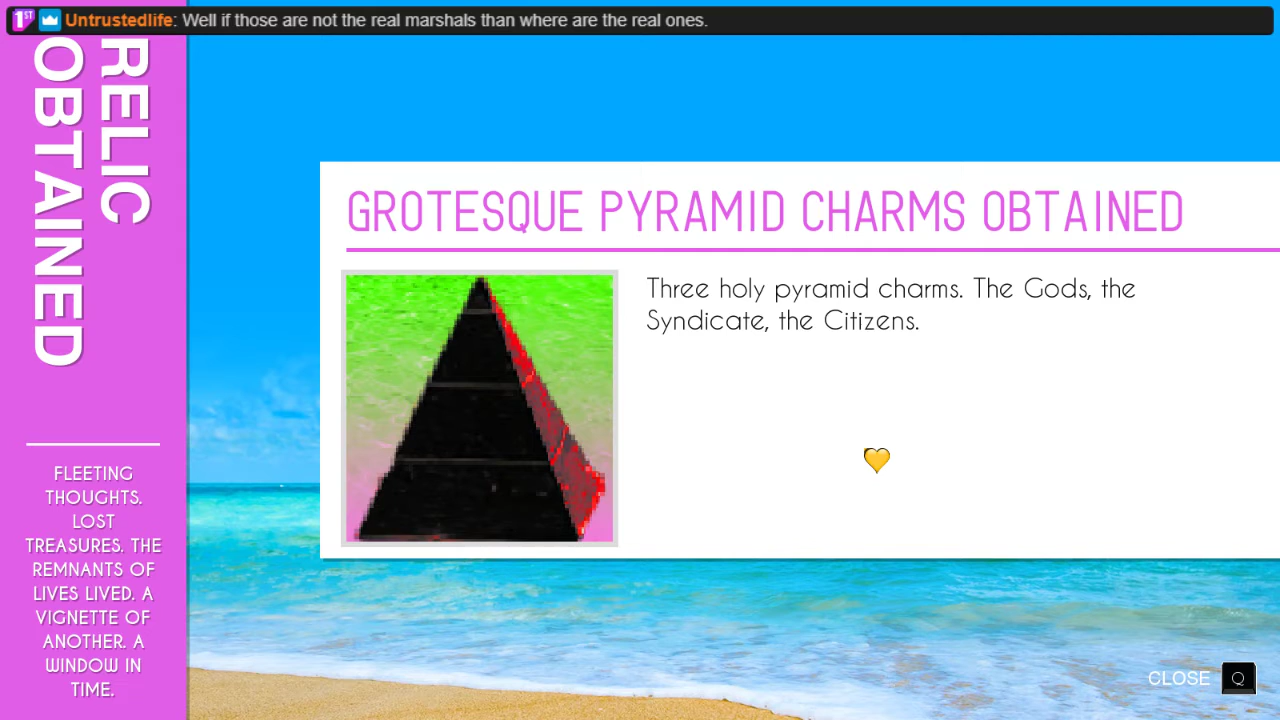 1ST Untrustedlife: Well if those are not the real marshals than where are the real ones.
RELIC
OBTAINED
FLEETING
THOUGHTS.
LOST
TREASURES. THE
REMNANTS OF
LIVES LIVED. A
VIGNETTE OF
ANOTHER. A
WINDOW IN
TIME.
GROTESQUE PYRAMID CHARMS OBTAINED
Three holy pyramid charms. The Gods, the
Syndicate, the Citizens.
CLOSE Q